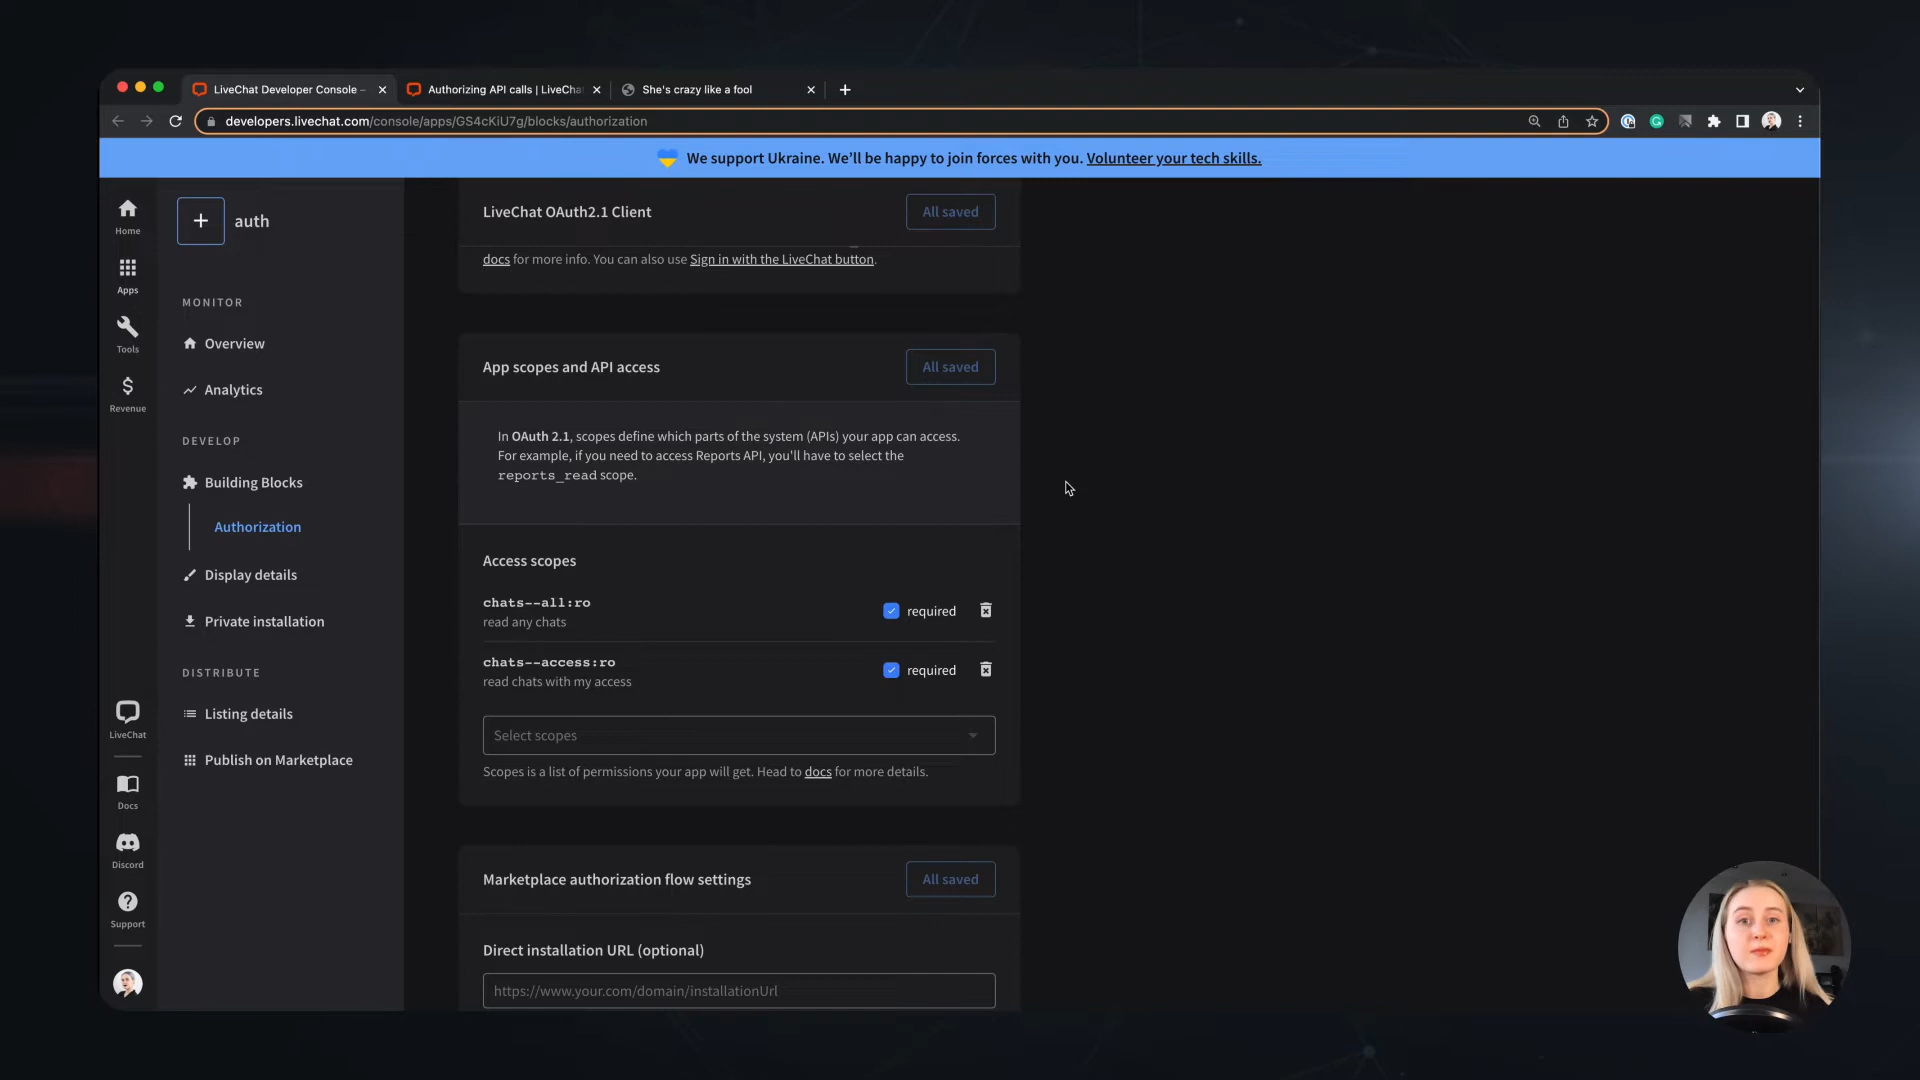 LiveChat Developer Console –
Authorizing API calls | LiveCha
She's crazy like a fool
developers.livechat.com/console/apps/GS4cKiU7g/blocks/authorization
We support Ukraine. We'll be happy to join forces with you. Volunteer your tech skills.
Home
Apps
Tools
Revenue
LiveChat
Docs
Discord
Support
auth
MONITOR
Overview
Analytics
DEVELOP
Building Blocks
Authorization
Display details
Private installation
DISTRIBUTE
Listing details
Publish on Marketplace
LiveChat OAuth2.1 Client
All saved
docs for more info. You can also use Sign in with the LiveChat button.
App scopes and API access
All saved
In OAuth 2.1, scopes define which parts of the system (APIs) your app can access.
For example, if you need to access Reports API, you'll have to select the
reports_read scope.
Access scopes
chats--all:ro
read any chats
required
chats--access:ro
read chats with my access
required
Select scopes
Scopes is a list of permissions your app will get. Head to docs for more details.
Marketplace authorization flow settings
All saved
Direct installation URL (optional)
https://www.your.com/domain/installationUrl